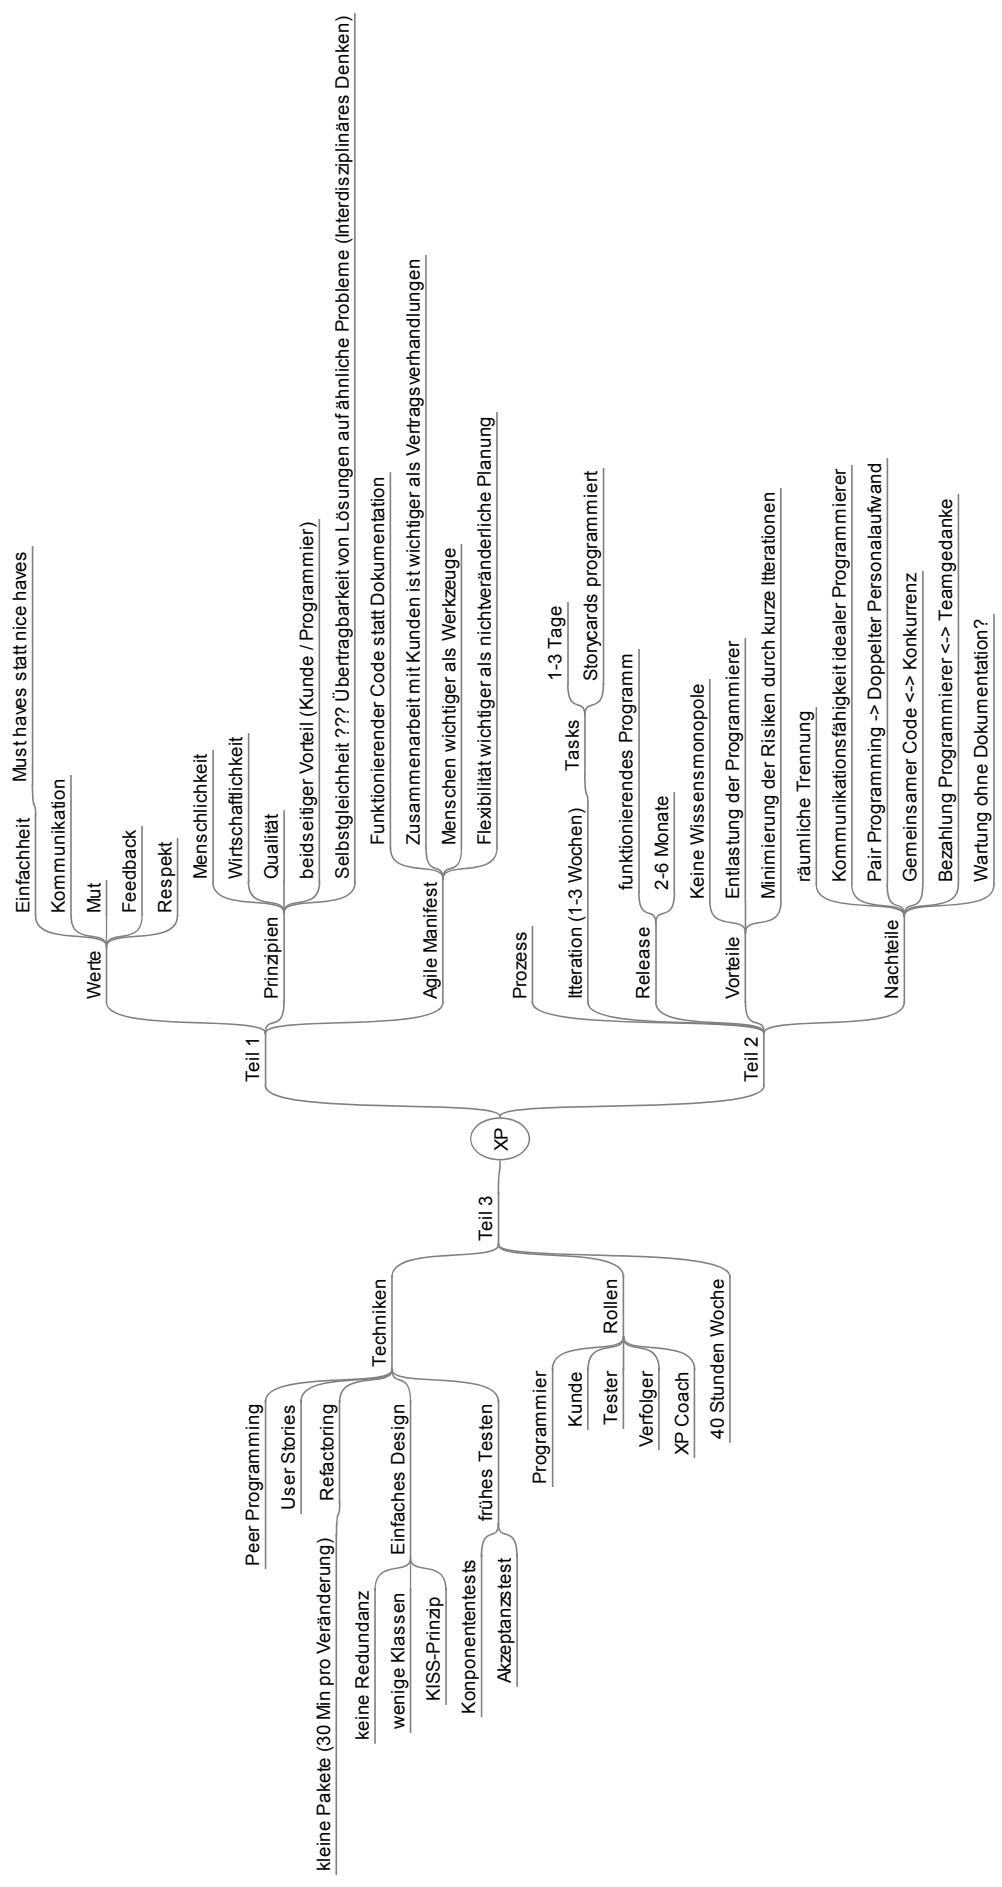 XP
Teil 1
Werte
Einfachheit
Must haves statt nice haves
Kommunikation
Mut
Feedback
Respekt
Prinzipien
Menschlichkeit
Wirtschaftlichkeit
Qualität
beidseitiger Vorteil (Kunde / Programmier)
Selbstgleichheit ??? Übertragbarkeit von Lösungen auf ähnliche Probleme (Interdisziplinäres Denken)
Agile Manifest
Funktionierender Code statt Dokumentation
Zusammenarbeit mit Kunden ist wichtiger als Vertragsverhandlungen
Menschen wichtiger als Werkzeuge
Flexibilität wichtiger als nichtveränderliche Planung
Teil 2
Prozess
Itteration (1-3 Wochen)
Tasks
1-3 Tage
Storycards programmiert
Release
funktionierendes Programm
2-6 Monate
Vorteile
Keine Wissensmonopole
Entlastung der Programmierer
Minimierung der Risiken durch kurze Itterationen
Nachteile
räumliche Trennung
Kommunikationsfähigkeit idealer Programmierer
Pair Programming -> Doppelter Personalaufwand
Gemeinsamer Code <-> Konkurrenz
Bezahlung Programmierer <-> Teamgedanke
Wartung ohne Dokumentation?
Teil 3
Techniken
Peer Programming
User Stories
Refactoring
kleine Pakete (30 Min pro Veränderung)
Einfaches Design
keine Redundanz
wenige Klassen
KISS-Prinzip
frühes Testen
Konponententests
Akzeptanzstest
Rollen
Programmier
Kunde
Tester
Verfolger
XP Coach
40 Stunden Woche